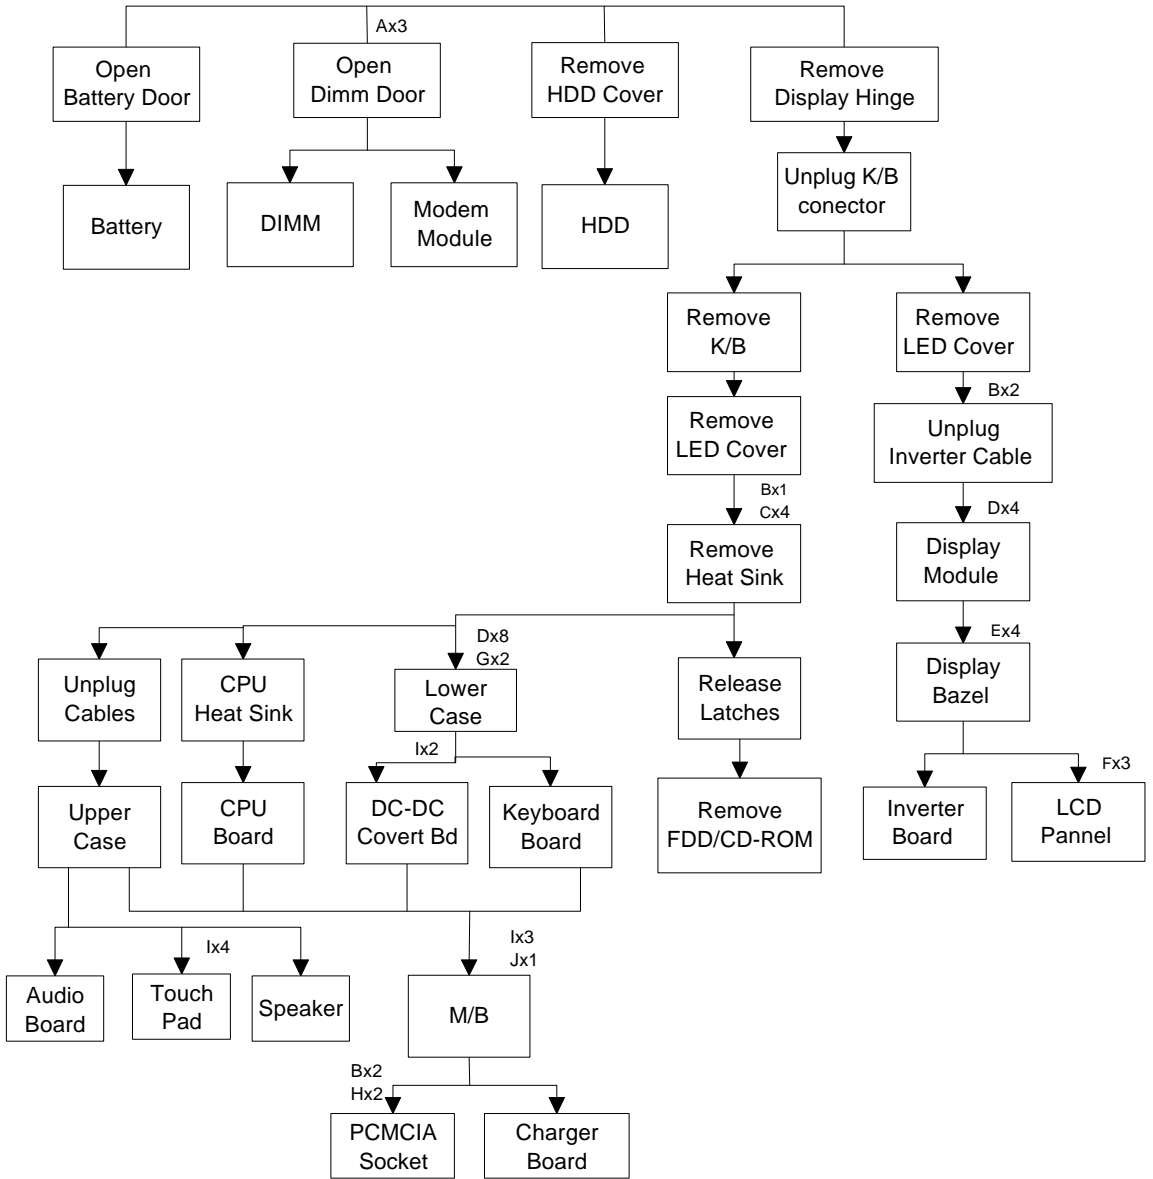 Ax3
Open
Battery Door
Open
Dimm Door
Remove
HDD Cover
Remove
Display Hinge
Battery
DIMM
Modem
Module
HDD
Unplug K/B
conector
Remove
K/B
Remove
LED Cover
Bx2
Remove
LED Cover
Unplug
Inverter Cable
Bx1
Cx4
Dx4
Remove
Heat Sink
Display
Module
Dx8
Gx2
Ex4
Unplug
Cables
CPU
Heat Sink
Lower
Case
Release
Latches
Display
Bazel
Ix2
Fx3
Upper
Case
CPU
Board
DC-DC
Covert Bd
Keyboard
Board
Remove
FDD/CD-ROM
Inverter
Board
LCD
Pannel
Ix4
Ix3
Jx1
Audio
Board
Touch
Pad
Speaker
M/B
Bx2
Hx2
PCMCIA
Socket
Charger
Board